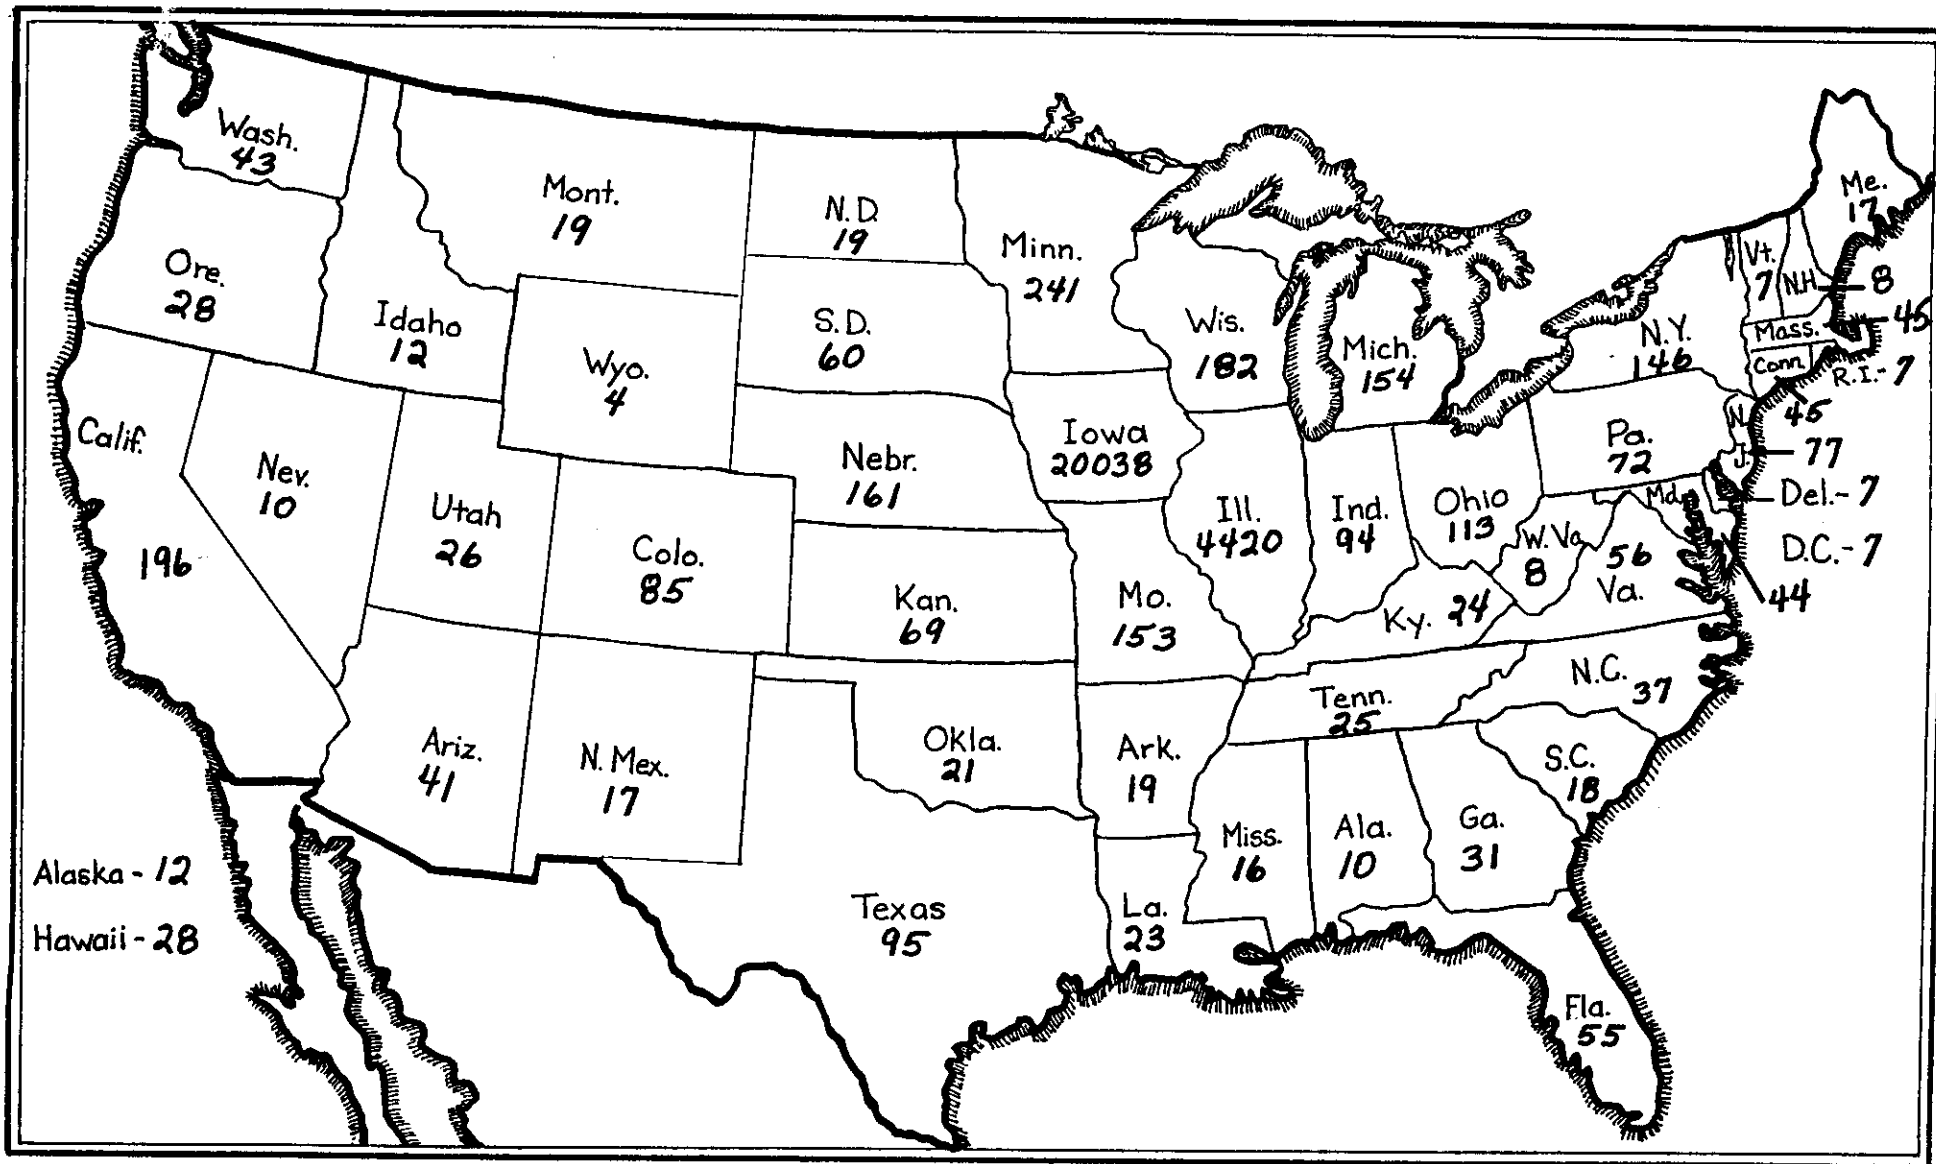 Wash.
43
Ore.
28
Calif.
196
Idaho
12
Nev.
10
Mont.
19
Wyo.
4
Utah
26
Colo.
85
Ariz.
41
N. Mex.
17
N.D.
19
S.D.
60
Nebr.
161
Kan.
69
Okla.
21
Texas
95
Minn.
241
Iowa
20038
Mo.
153
Ark.
19
La.
23
Wis.
182
Ill.
4420
Mich.
154
Ind.
94
Ohio
113
Ky. 24
Tenn.
25
Miss.
16
Ala.
10
Ga.
31
Fla.
55
S.C.
18
N.C.
37
W. Va.
8
56
Va.
Pa.
72
N.Y.
146
Me.
17
Vt.
7
N.H. 8
Mass. 45
Conn.
45
R.I.- 7
N.
J. 77
Del.- 7
Md.
44
D.C.- 7
Alaska - 12
Hawaii - 28